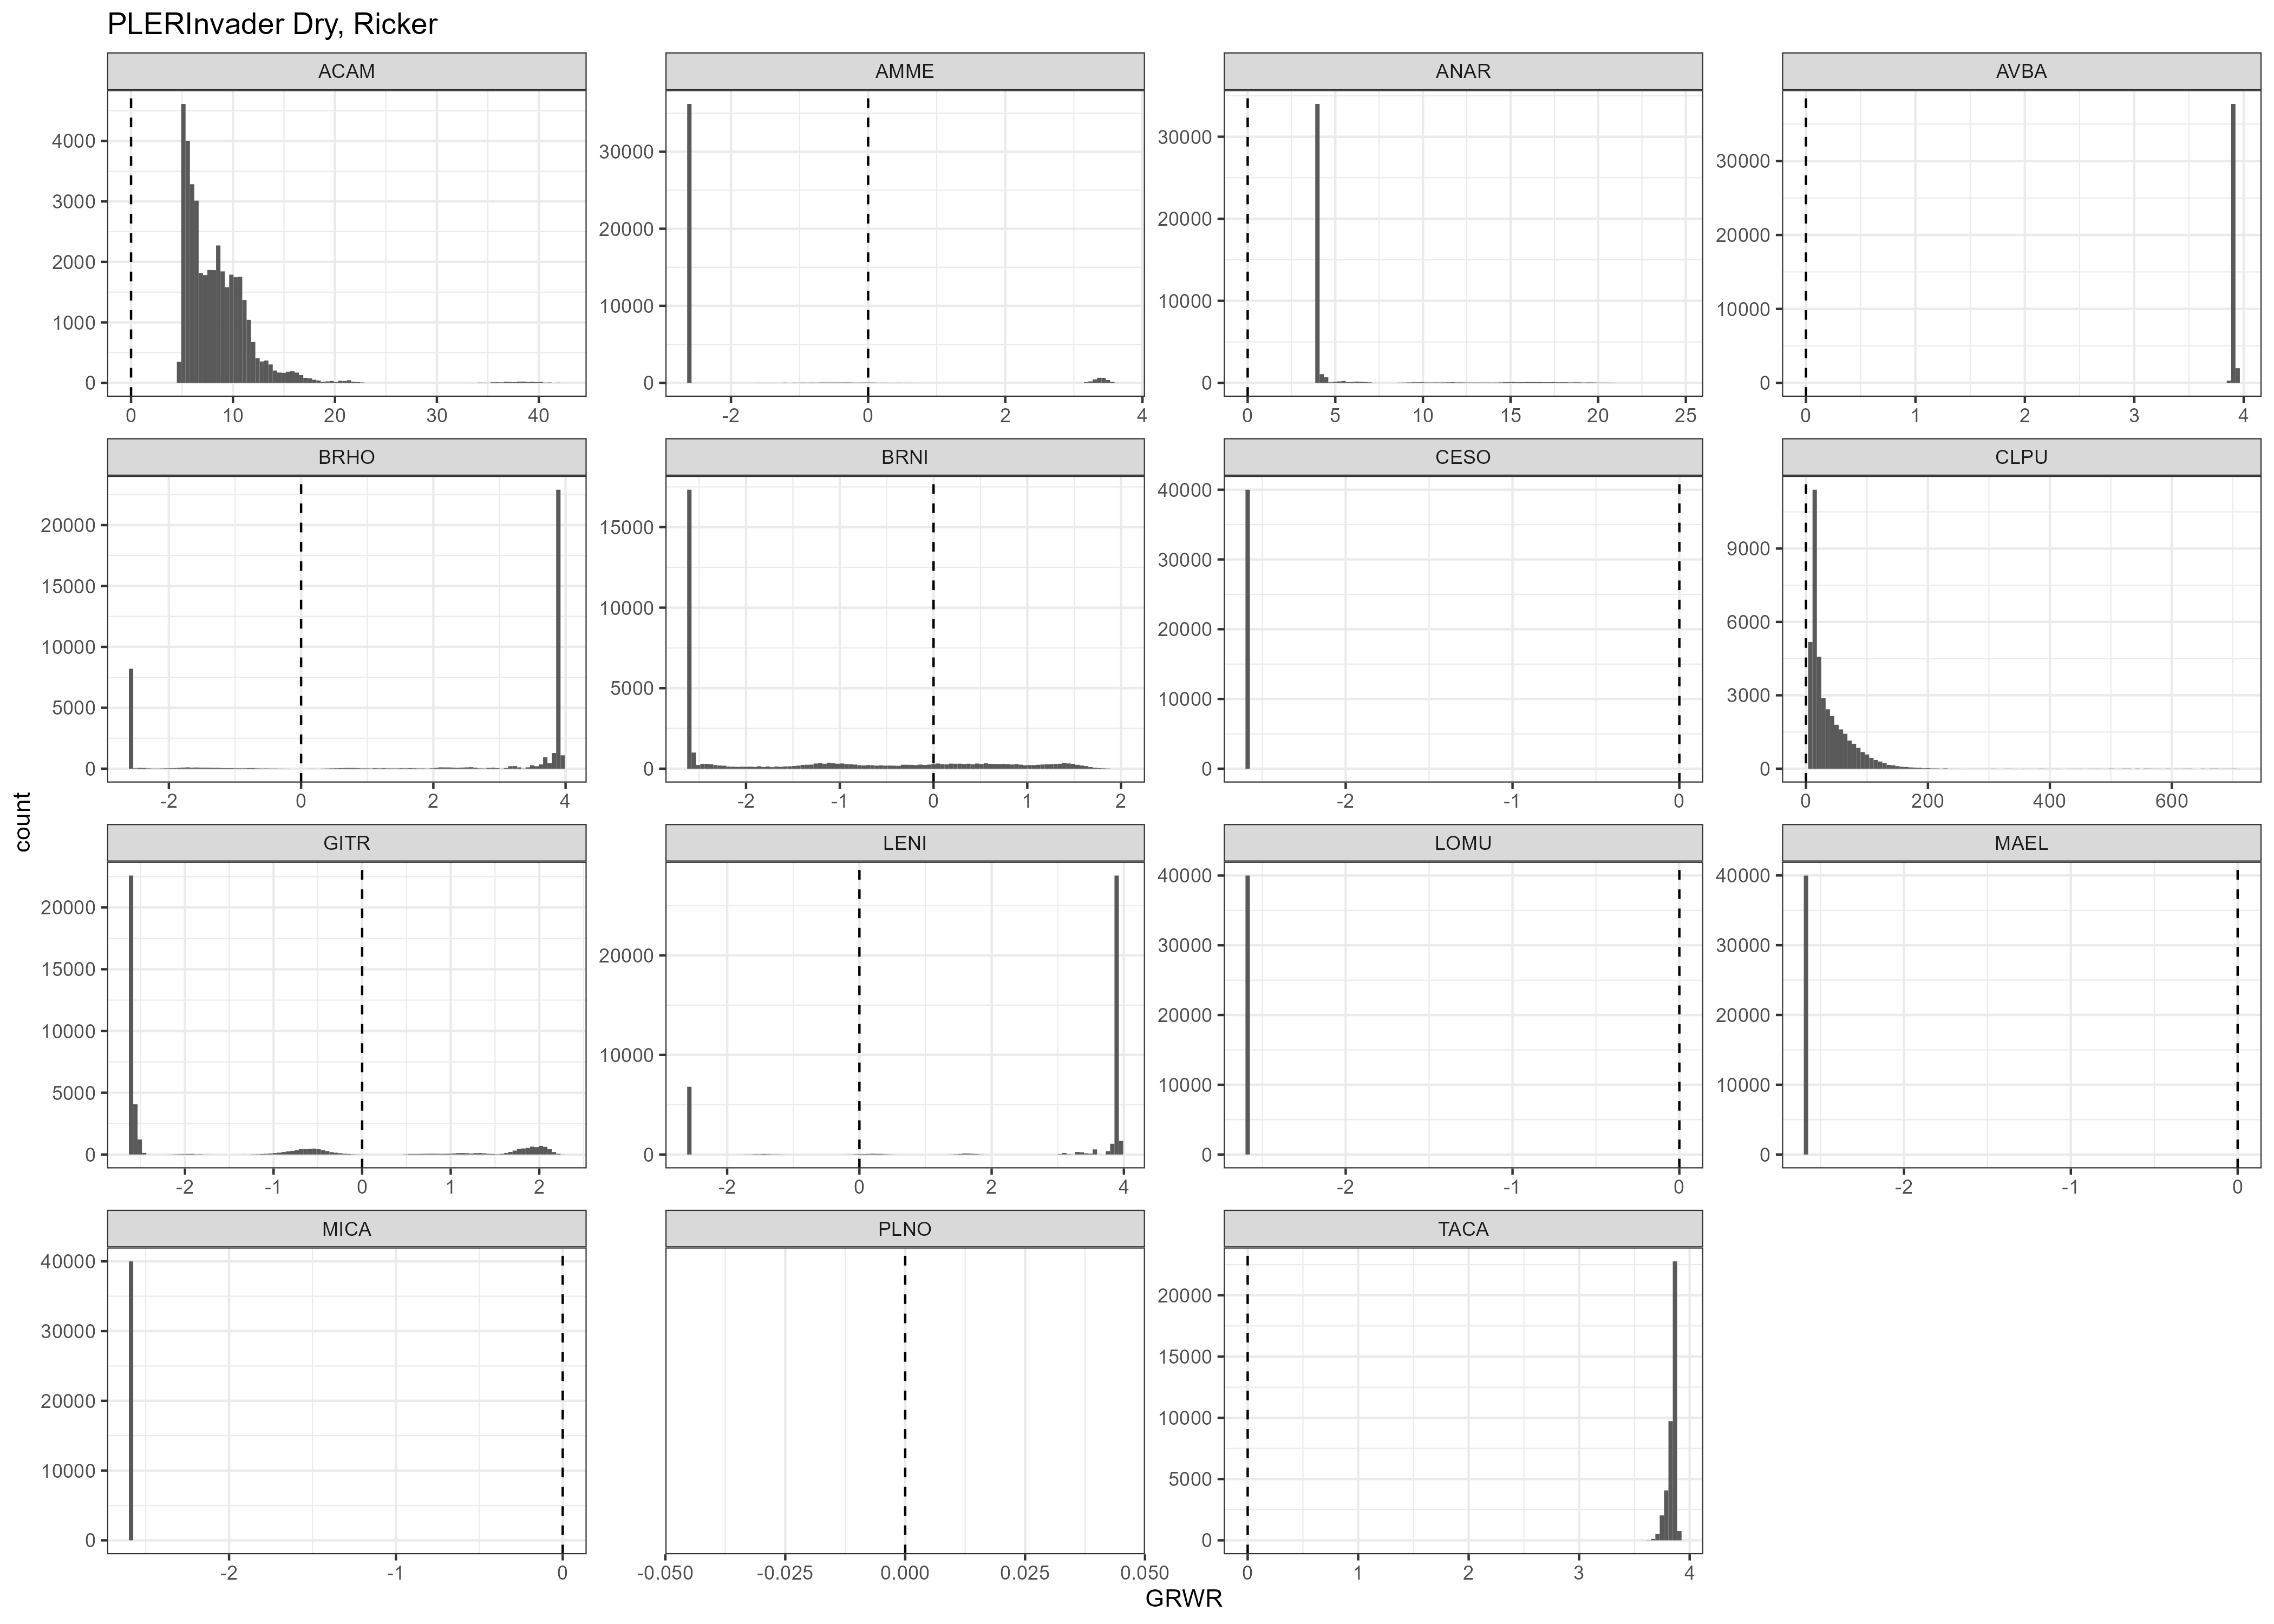 PLERInvader Dry, Ricker
ACAM
AMME
ANAR
AVBA
4000
3000
2000
1000
0
0 10 20 30 40
30000
20000
10000
0
-2 0 2 4
30000
20000
10000
0
0 5 10 15 20 25
30000
20000
10000
0
0 1 2 3 4
BRHO
BRNI
CESO
CLPU
20000
15000
10000
5000
0
-2 0 2 4
15000
10000
5000
0
-2 -1 0 1 2
40000
30000
20000
10000
0
-2 -1 0
9000
6000
3000
0
0 200 400 600
count
GITR
LENI
LOMU
MAEL
20000
15000
10000
5000
0
-2 -1 0 1 2
20000
10000
0
-2 0 2 4
40000
30000
20000
10000
0
-2 -1 0
40000
30000
20000
10000
0
-2 -1 0
MICA
PLNO
TACA
40000
30000
20000
10000
0
-2 -1 0
-0.050 -0.025 0.000 0.025 0.050
20000
15000
10000
5000
0
0 1 2 3 4
GRWR